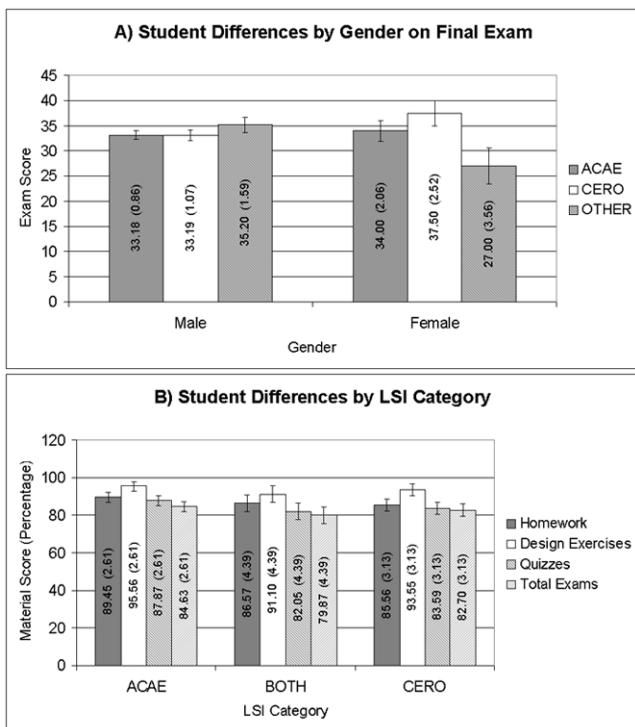 A) Student Differences by Gender on Final Exam
45
40
35
30
25
20
15
10
5
0
Exam Score
33.18 (0.86)
33.19 (1.07)
35.20 (1.59)
34.00 (2.06)
37.50 (2.52)
27.00 (3.56)
Male
Female
Gender
ACAE
CERO
OTHER
B) Student Differences by LSI Category
120
100
80
60
40
20
0
Material Score (Percentage)
89.45 (2.61)
95.56 (2.61)
87.87 (2.61)
84.63 (2.61)
86.57 (4.39)
91.10 (4.39)
82.05 (4.39)
79.87 (4.39)
85.56 (3.13)
93.55 (3.13)
83.59 (3.13)
82.70 (3.13)
ACAE
BOTH
CERO
LSI Category
Homework
Design Exercises
Quizzes
Total Exams